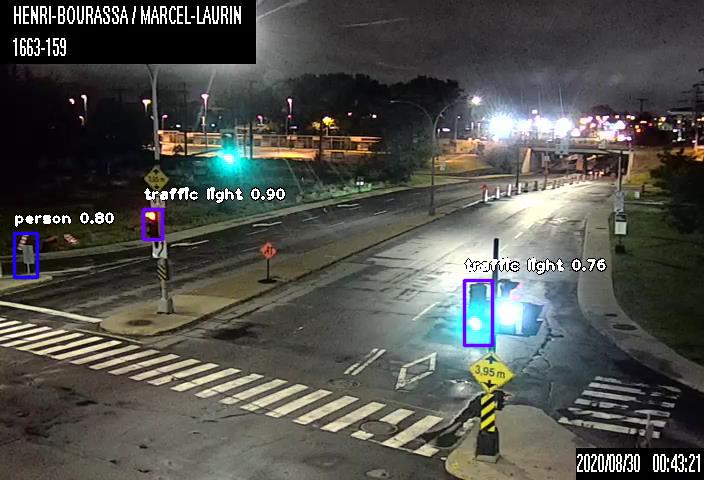 HENRI-BOURASSA / MARCEL-LAURIN
1663-159
traffic light 0.90
person 0.80
traffic light 0.76
3,95 m
2020/08/30 00:43:21